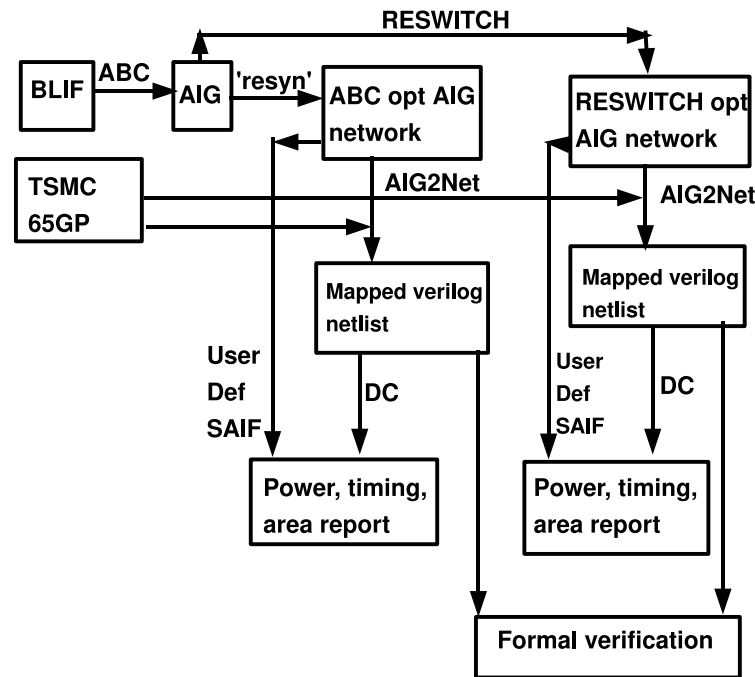 RESWITCH
BLIF
ABC
AIG
'resyn'
ABC opt AIG
network
RESWITCH opt
AIG network
TSMC
65GP
AIG2Net
AIG2Net
Mapped verilog
netlist
Mapped verilog
netlist
User
Def
SAIF
DC
User
Def
SAIF
DC
Power, timing,
area report
Power, timing,
area report
Formal verification